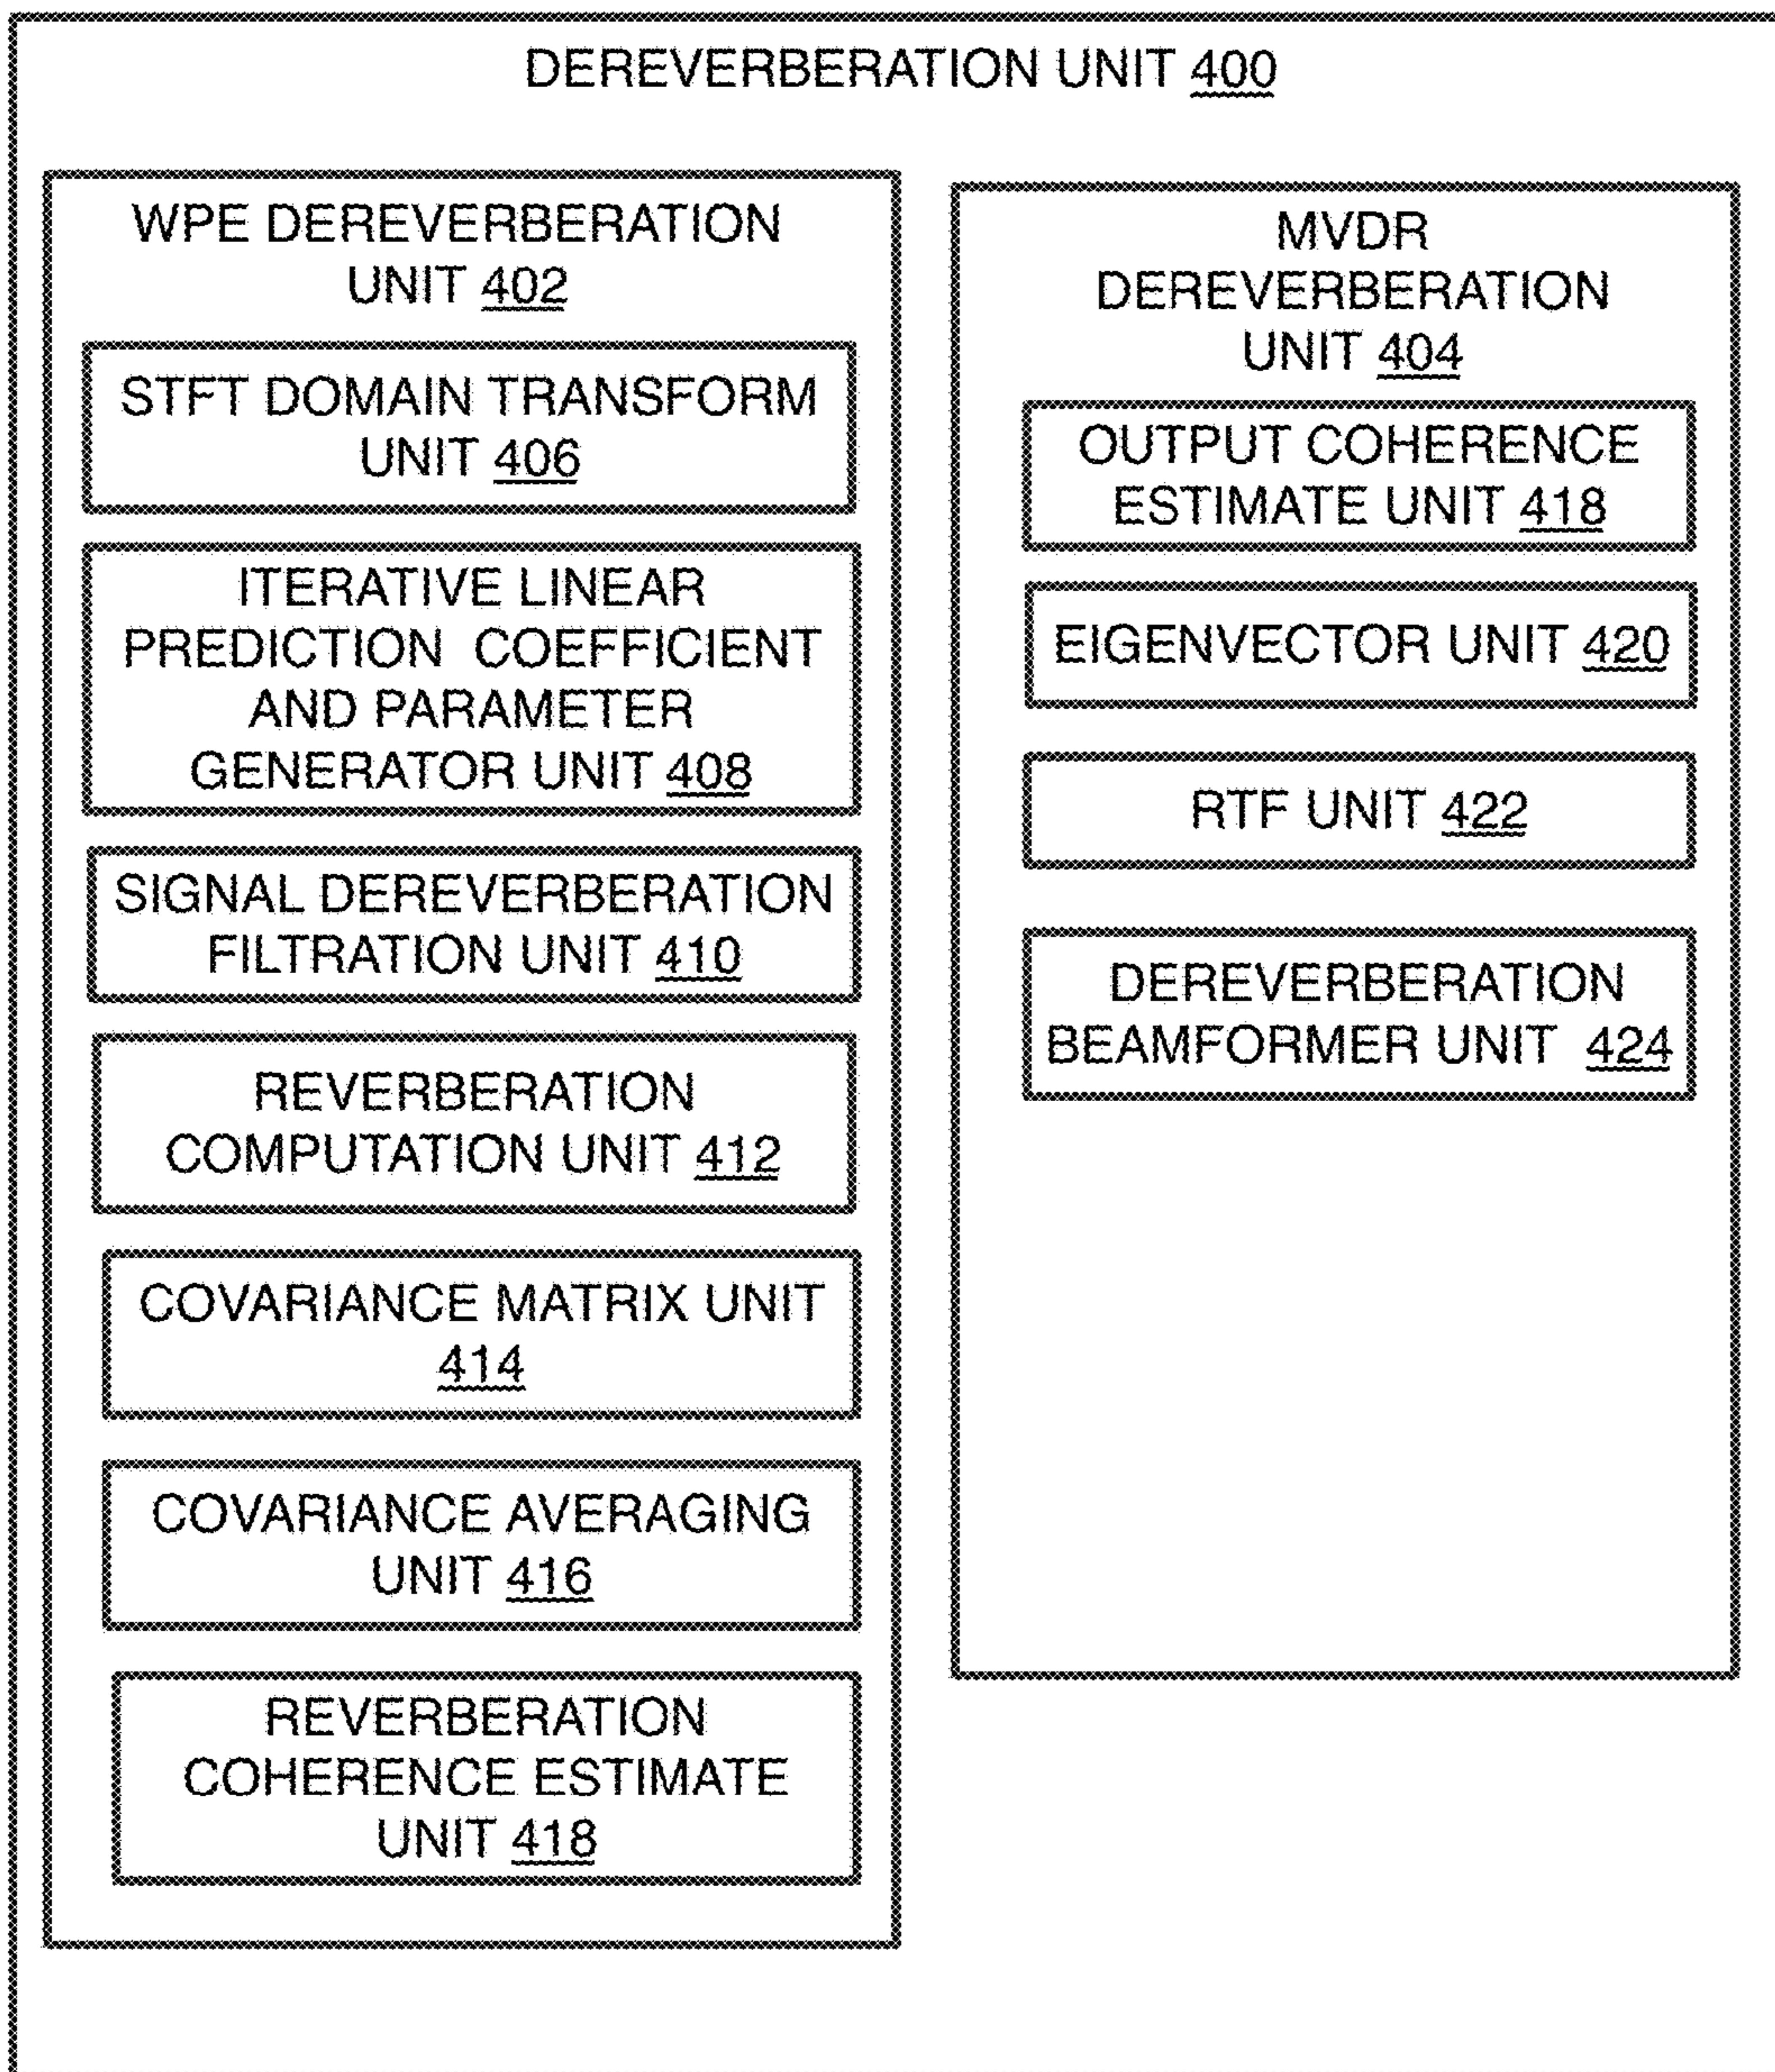 DEREVERBERATION UNIT 400
WPE DEREVERBERATION
UNIT 402
STFT DOMAIN TRANSFORM
UNIT 406
ITERATIVE LINEAR
PREDICTION COEFFICIENT
AND PARAMETER
GENERATOR UNIT 408
SIGNAL DEREVERBERATION
FILTRATION UNIT 410
REVERBERATION
COMPUTATION UNIT 412
COVARIANCE MATRIX UNIT
414
COVARIANCE AVERAGING
UNIT 416
REVERBERATION
COHERENCE ESTIMATE
UNIT 418
MVDR
DEREVERBERATION
UNIT 404
OUTPUT COHERENCE
ESTIMATE UNIT 418
EIGENVECTOR UNIT 420
RTF UNIT 422
DEREVERBERATION
BEAMFORMER UNIT 424